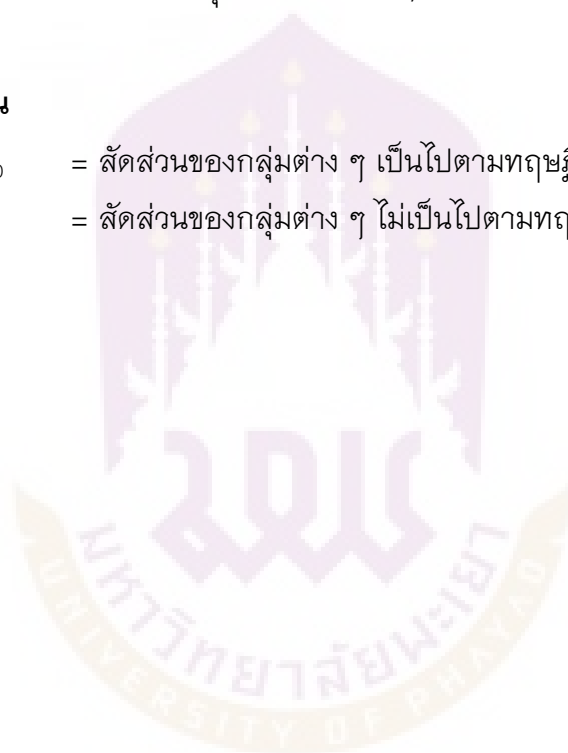 = สัดส่วนของกลุ่มต่าง ๆ เป็นไปตามทฤษฎี
= สัดส่วนของกลุ่มต่าง ๆ ไม่เป็นไปตามทฤ
มหาวิทยาลัยพะเยา
UNIVERSITY OF PHAYAO